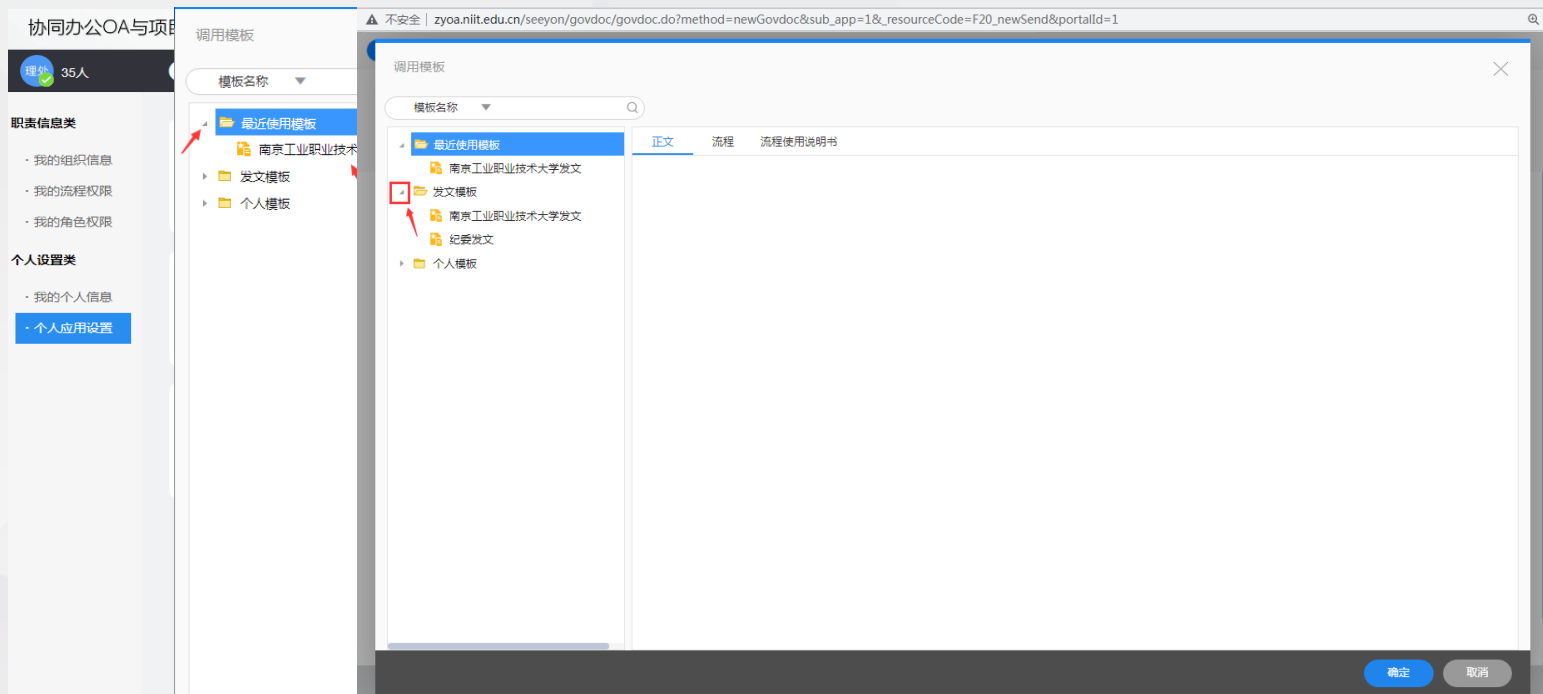 协同办公OA与项目
理处
35人
职责信息类
· 我的组织信息
· 我的流程权限
· 我的角色权限
个人设置类
· 我的个人信息
· 个人应用设置
调用模板
模板名称
最近使用模板
南京工业职业技术
发文模板
个人模板
不安全 | zyoa.niit.edu.cn/seeyon/govdoc/govdoc.do?method=newGovdoc&sub_app=1&_resourceCode=F20_newSend&portalId=1
调用模板
模板名称
最近使用模板
南京工业职业技术大学发文
发文模板
南京工业职业技术大学发文
纪委发文
个人模板
正文 流程 流程使用说明书
确定 取消